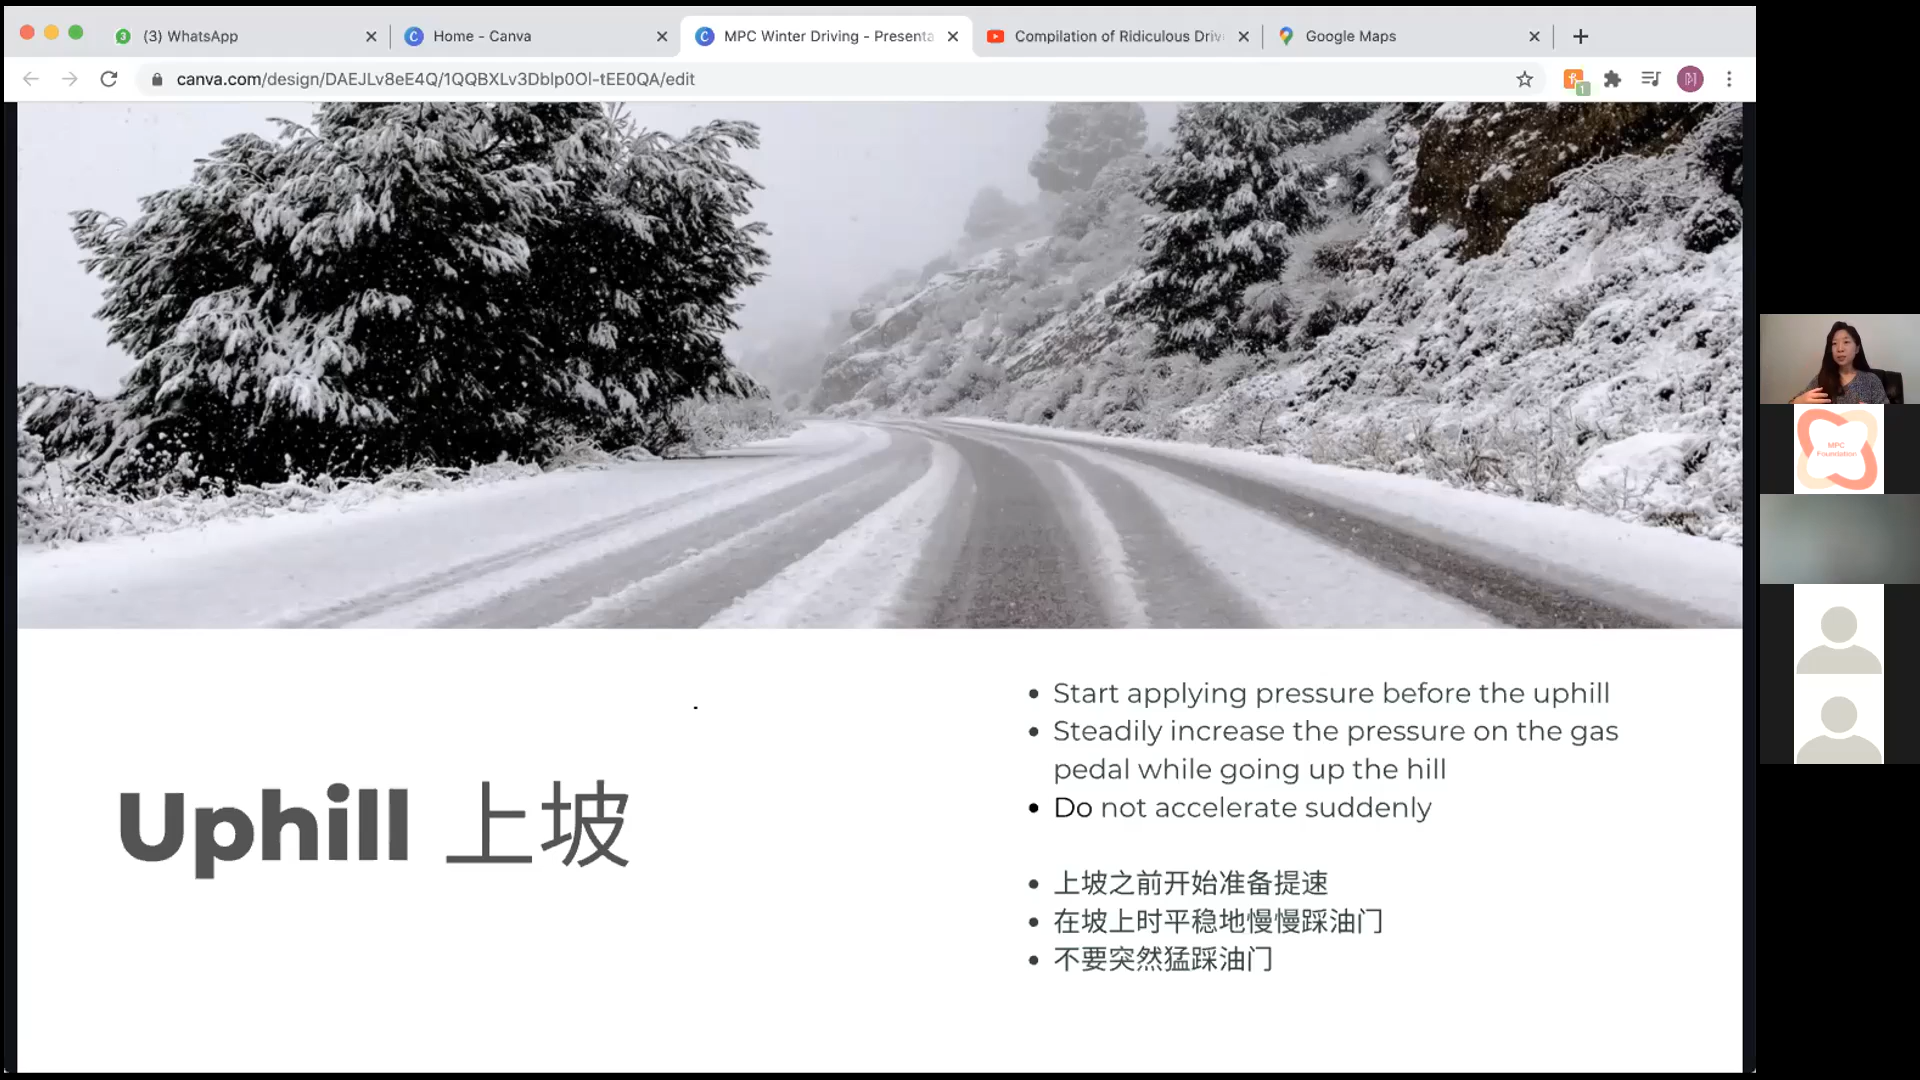 3
(3) WhatsApp
Home - Canva
MPC Winter Driving - Presenta
Compilation of Ridiculous Driv
Google Maps
canva.com/design/DAEJLv8eE4Q/1QQBXLv3Dblp0Ol-tEE0QA/edit
1
MPC
Foundation
Uphill 上坡
• Start applying pressure before the uphill
• Steadily increase the pressure on the gas
pedal while going up the hill
• Do not accelerate suddenly
• 上坡之前开始准备提速
• 在坡上时平稳地慢慢踩油门
• 不要突然猛踩油门